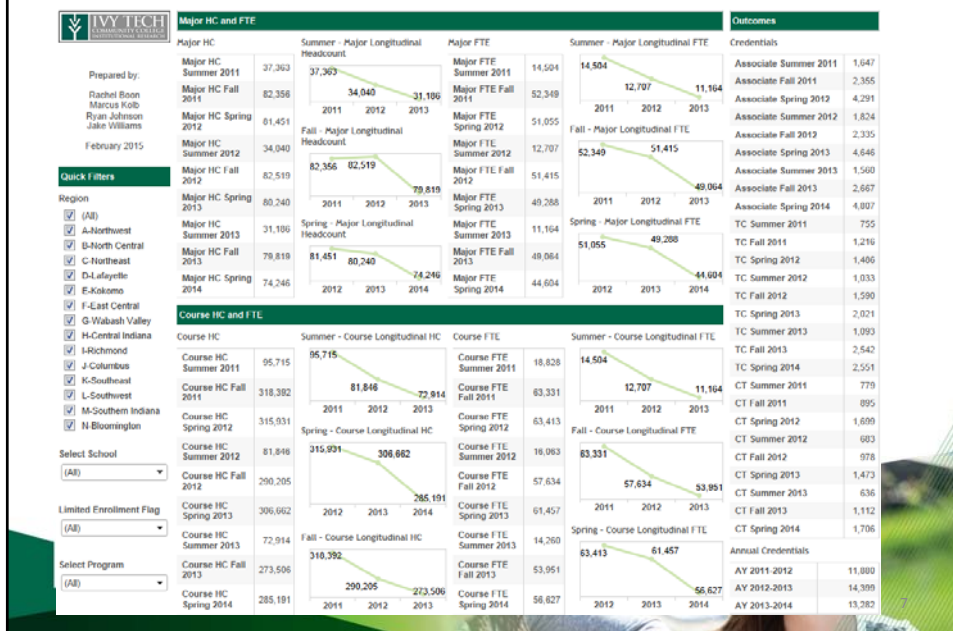 IVY TECH
COMMUNITY COLLEGE
INSTITUTIONAL RESEARCH
Prepared by:
Rachel Boon
Marcus Kolb
Ryan Johnson
Jake Williams
February 2015
Quick Filters
Region
(All)
A-Northwest
B-North Central
C-Northeast
D-Lafayette
E-Kokomo
F-East Central
G-Wabash Valley
H-Central Indiana
I-Richmond
J-Columbus
K-Southeast
L-Southwest
M-Southern Indiana
N-Bloomington
Select School
(All)
Limited Enrollment Flag
(All)
Select Program
(All)
Major HC and FTE
Major HC
Major HC Summer 2011 37,363
Major HC Fall 2011 82,356
Major HC Spring 2012 81,451
Major HC Summer 2012 34,040
Major HC Fall 2012 82,519
Major HC Spring 2013 80,240
Major HC Summer 2013 31,186
Major HC Fall 2013 79,819
Major HC Spring 2014 74,246
Summer - Major Longitudinal Headcount
37,363 34,040 31,186
2011 2012 2013
Fall - Major Longitudinal Headcount
82,356 82,519 79,819
2011 2012 2013
Spring - Major Longitudinal Headcount
81,451 80,240 74,246
2012 2013 2014
Major FTE
Major FTE Summer 2011 14,504
Major FTE Fall 2011 52,349
Major FTE Spring 2012 51,055
Major FTE Summer 2012 12,707
Major FTE Fall 2012 51,415
Major FTE Spring 2013 49,288
Major FTE Summer 2013 11,164
Major FTE Fall 2013 49,064
Major FTE Spring 2014 44,604
Summer - Major Longitudinal FTE
14,504 12,707 11,164
2011 2012 2013
Fall - Major Longitudinal FTE
52,349 51,415 49,064
2011 2012 2013
Spring - Major Longitudinal FTE
51,055 49,288 44,604
2012 2013 2014
Course HC and FTE
Course HC
Course HC Summer 2011 95,715
Course HC Fall 2011 318,392
Course HC Spring 2012 315,931
Course HC Summer 2012 81,846
Course HC Fall 2012 290,205
Course HC Spring 2013 306,662
Course HC Summer 2013 72,914
Course HC Fall 2013 273,506
Course HC Spring 2014 285,191
Summer - Course Longitudinal HC
95,715 81,846 72,914
2011 2012 2013
Spring - Course Longitudinal HC
315,931 306,662 285,191
2012 2013 2014
Fall - Course Longitudinal HC
318,392 290,205 273,506
2011 2012 2013
Course FTE
Course FTE Summer 2011 18,828
Course FTE Fall 2011 63,331
Course FTE Spring 2012 63,413
Course FTE Summer 2012 16,063
Course FTE Fall 2012 57,634
Course FTE Spring 2013 61,457
Course FTE Summer 2013 14,260
Course FTE Fall 2013 53,951
Course FTE Spring 2014 56,627
Summer - Course Longitudinal FTE
14,504 12,707 11,164
2011 2012 2013
Fall - Course Longitudinal FTE
63,331 57,634 53,951
2011 2012 2013
Spring - Course Longitudinal FTE
63,413 61,457 56,627
2012 2013 2014
Outcomes
Credentials
Associate Summer 2011 1,647
Associate Fall 2011 2,355
Associate Spring 2012 4,291
Associate Summer 2012 1,824
Associate Fall 2012 2,335
Associate Spring 2013 4,646
Associate Summer 2013 1,560
Associate Fall 2013 2,667
Associate Spring 2014
TC Summer 2011 755
TC Fall 2011 1,216
TC Spring 2012 1,406
TC Summer 2012 1,033
TC Fall 2012 1,590
TC Spring 2013 2,021
TC Summer 2013 1,093
TC Fall 2013 2,542
TC Spring 2014 2,551
CT Summer 2011 779
CT Fall 2011 895
CT Spring 2012 1,699
CT Summer 2012
CT Fall 2012 978
CT Spring 2013 1,473
CT Summer 2013 636
CT Fall 2013 1,112
CT Spring 2014 1,706
Annual Credentials
AY 2011-2012
AY 2012-2013 14,399
AY 2013-2014 13,282
7